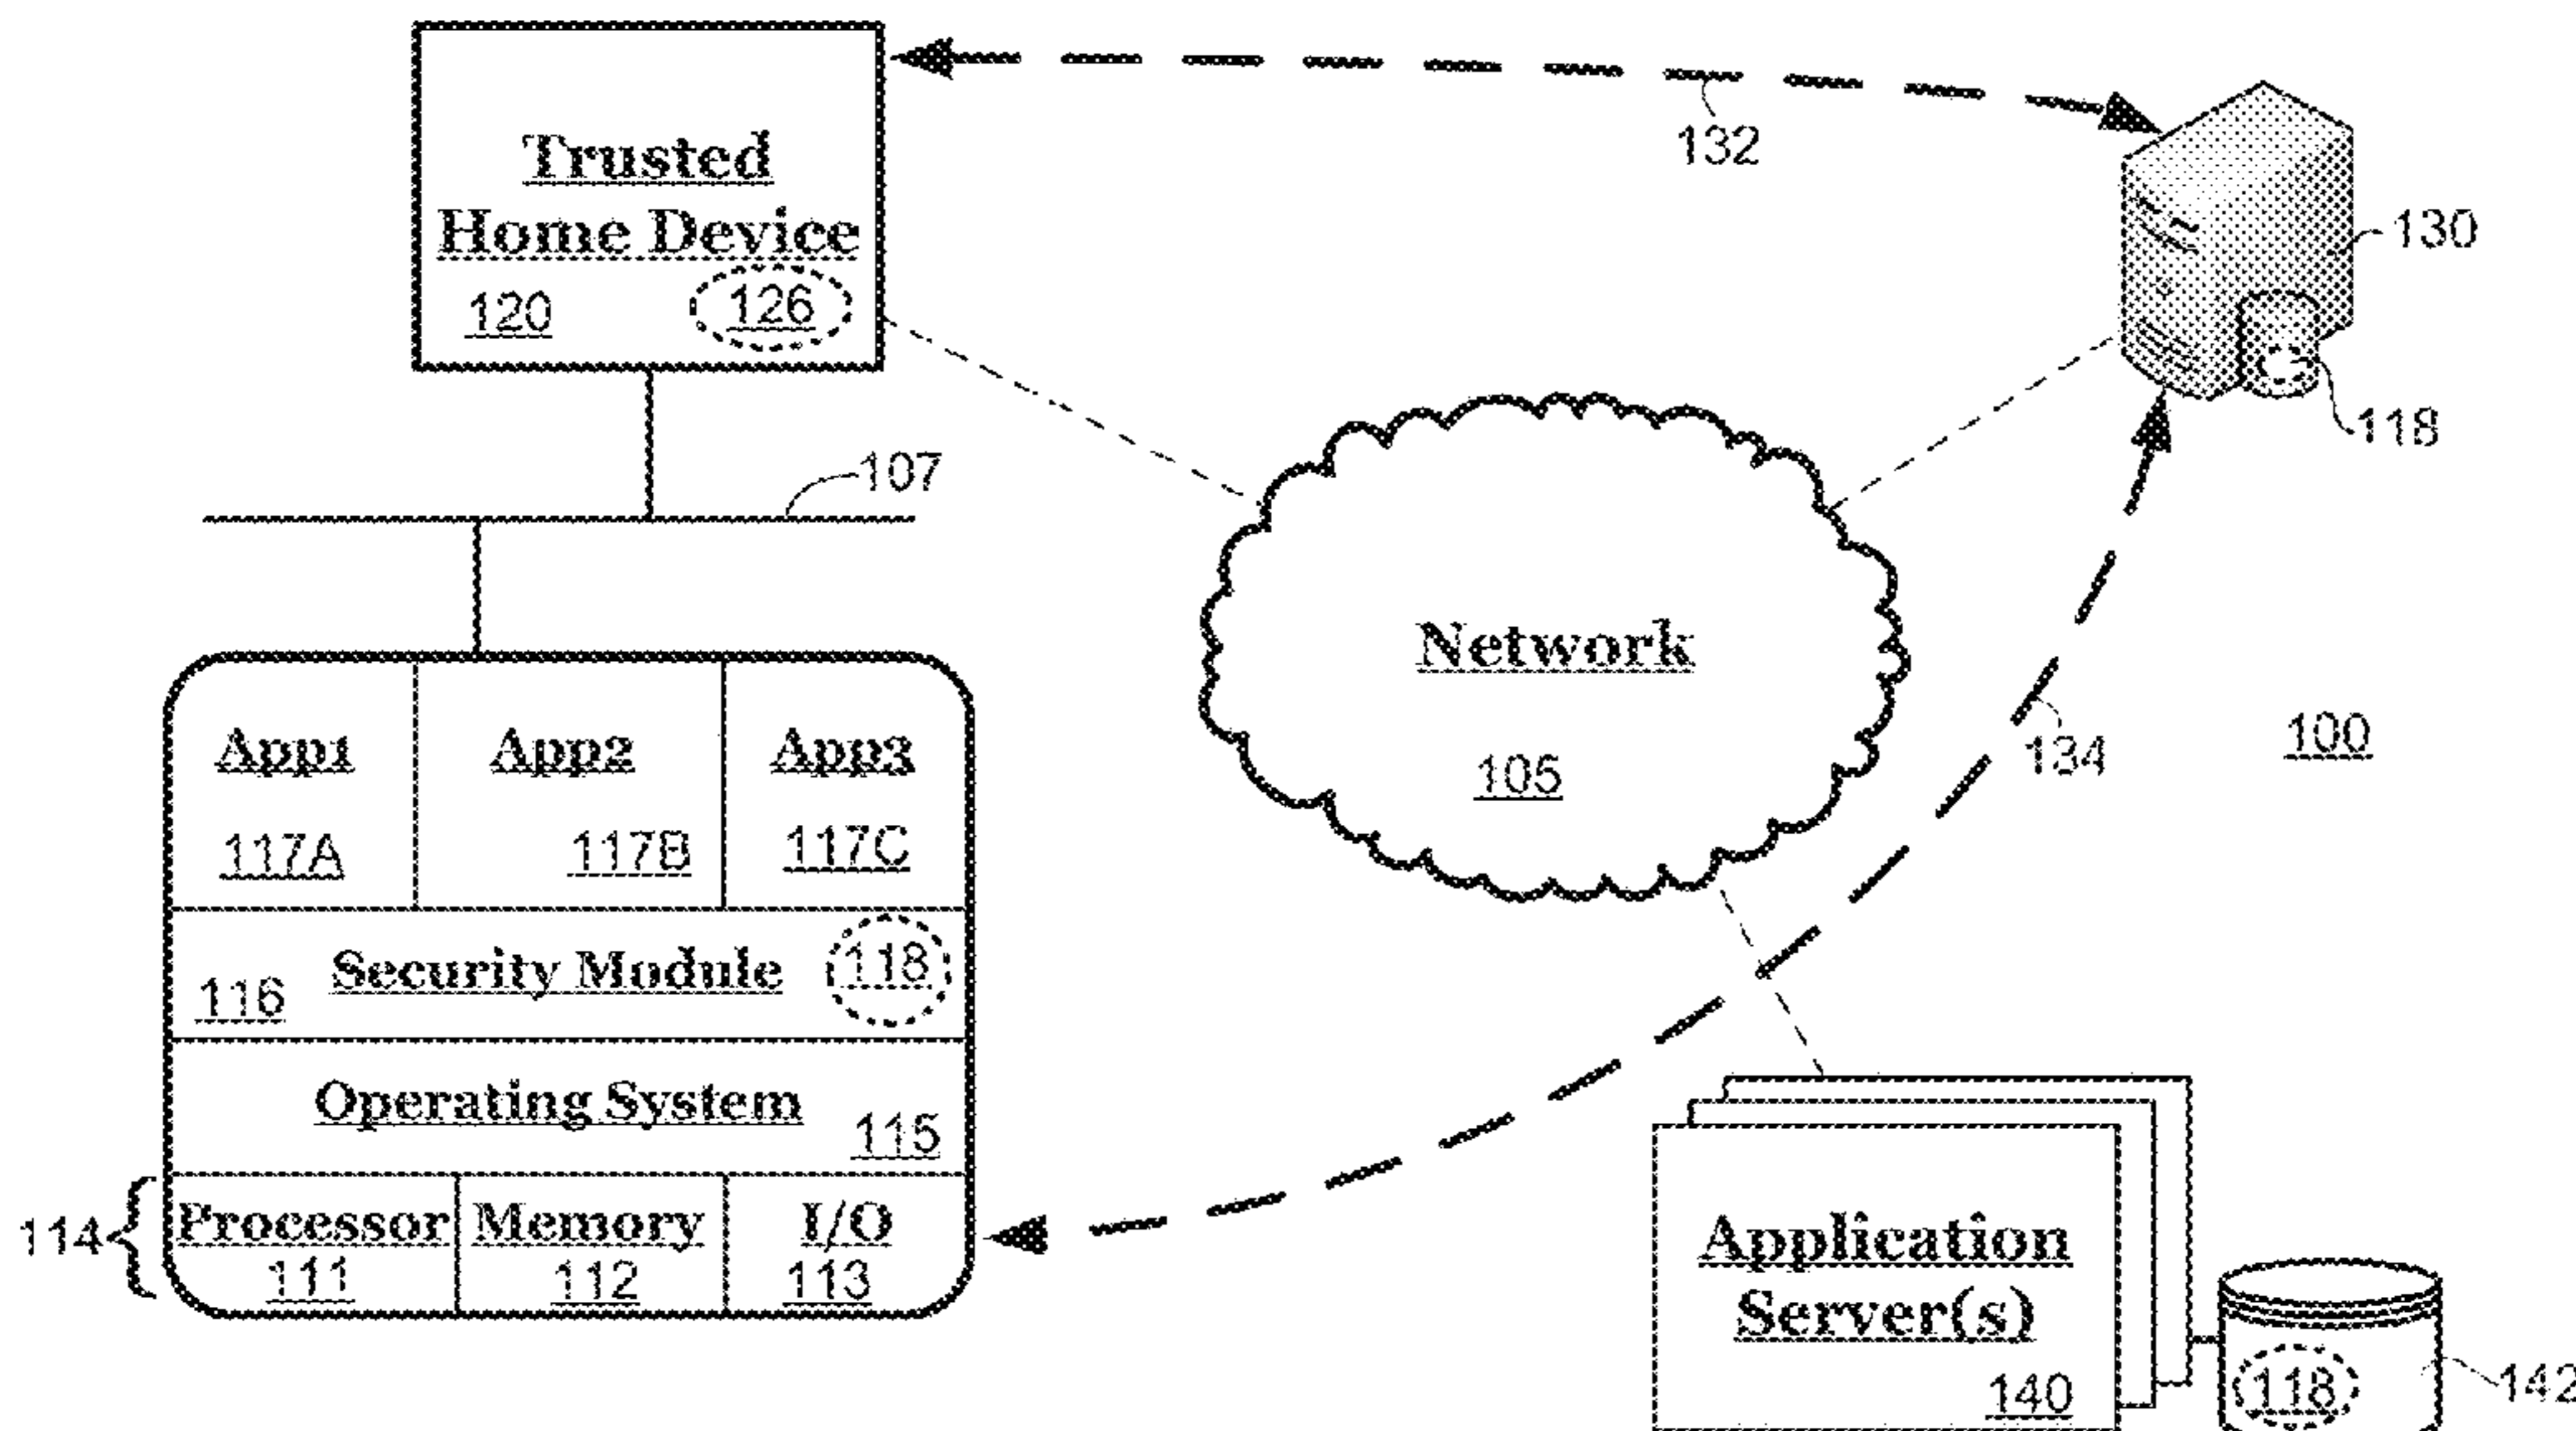 Trusted
Home Device
120
126
132
130
118
107
Network
105
134
100
App1
App2
App3
117A
117B
117C
Security Module
118
116
Operating System
115
114
Processor
Memory
I/O
111
112
113
Application
Server(s)
140
118
142